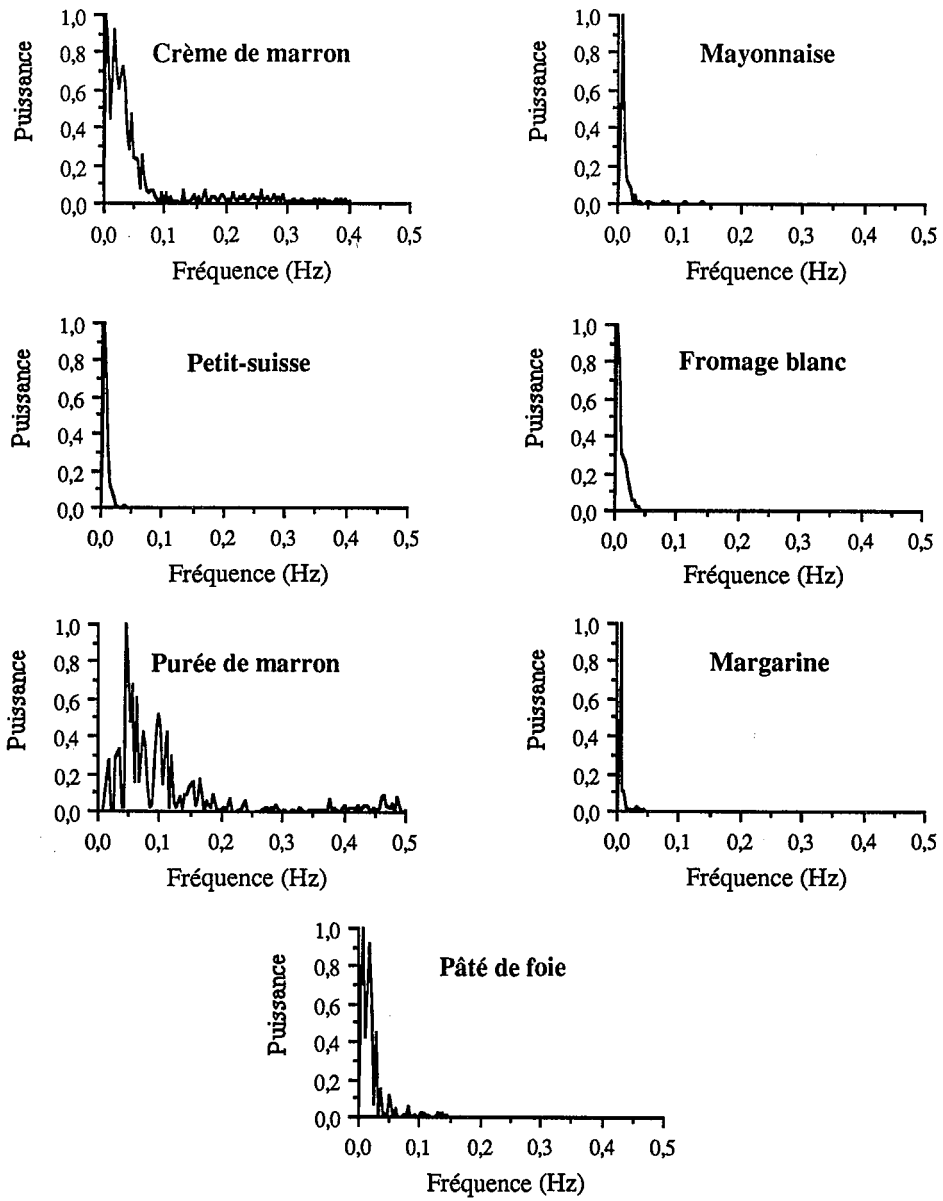 Crème de marron
Puissance
1,0
0,8
0,6
0,4
0,2
0,0
0,0 0,1 0,2 0,3 0,4 0,5
Fréquence (Hz)
Mayonnaise
Puissance
1,0
0,8
0,6
0,4
0,2
0,0
0,0 0,1 0,2 0,3 0,4 0,5
Fréquence (Hz)
Petit-suisse
Puissance
1,0
0,8
0,6
0,4
0,2
0,0
0,0 0,1 0,2 0,3 0,4 0,5
Fréquence (Hz)
Fromage blanc
Puissance
1,0
0,8
0,6
0,4
0,2
0,0
0,0 0,1 0,2 0,3 0,4 0,5
Fréquence (Hz)
Purée de marron
Puissance
1,0
0,8
0,6
0,4
0,2
0,0
0,0 0,1 0,2 0,3 0,4 0,5
Fréquence (Hz)
Margarine
Puissance
1,0
0,8
0,6
0,4
0,2
0,0
0,0 0,1 0,2 0,3 0,4 0,5
Fréquence (Hz)
Pâté de foie
Puissance
1,0
0,8
0,6
0,4
0,2
0,0
0,0 0,1 0,2 0,3 0,4 0,5
Fréquence (Hz)